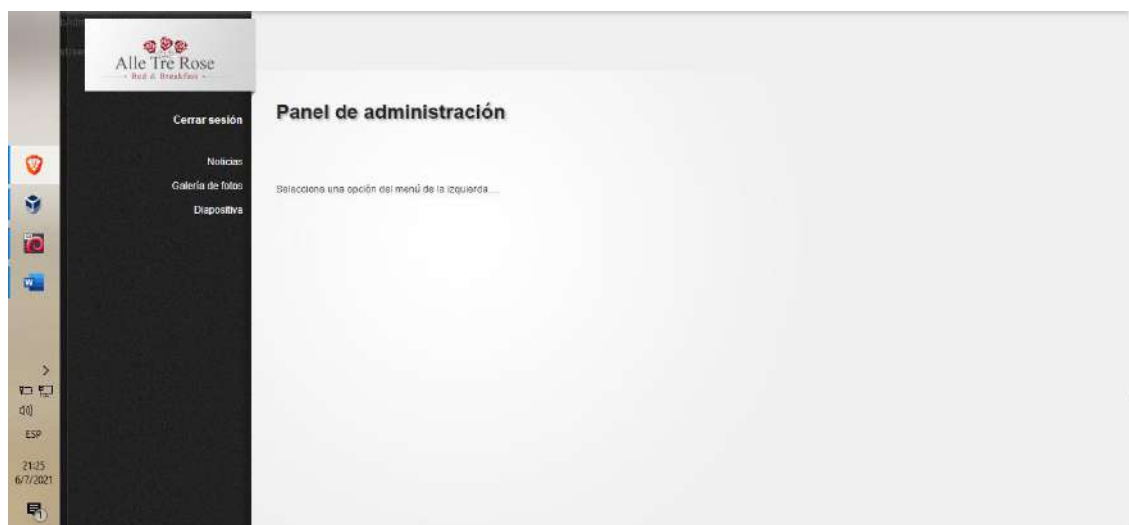 Alle Tre Rose
Bed & Breakfast
Cerrar sesión
Noticias
Galería de fotos
Diapositiva
Panel de administración
Seleccione una opción del menú de la izquierda....
ESP
21:25
6/7/2021
1